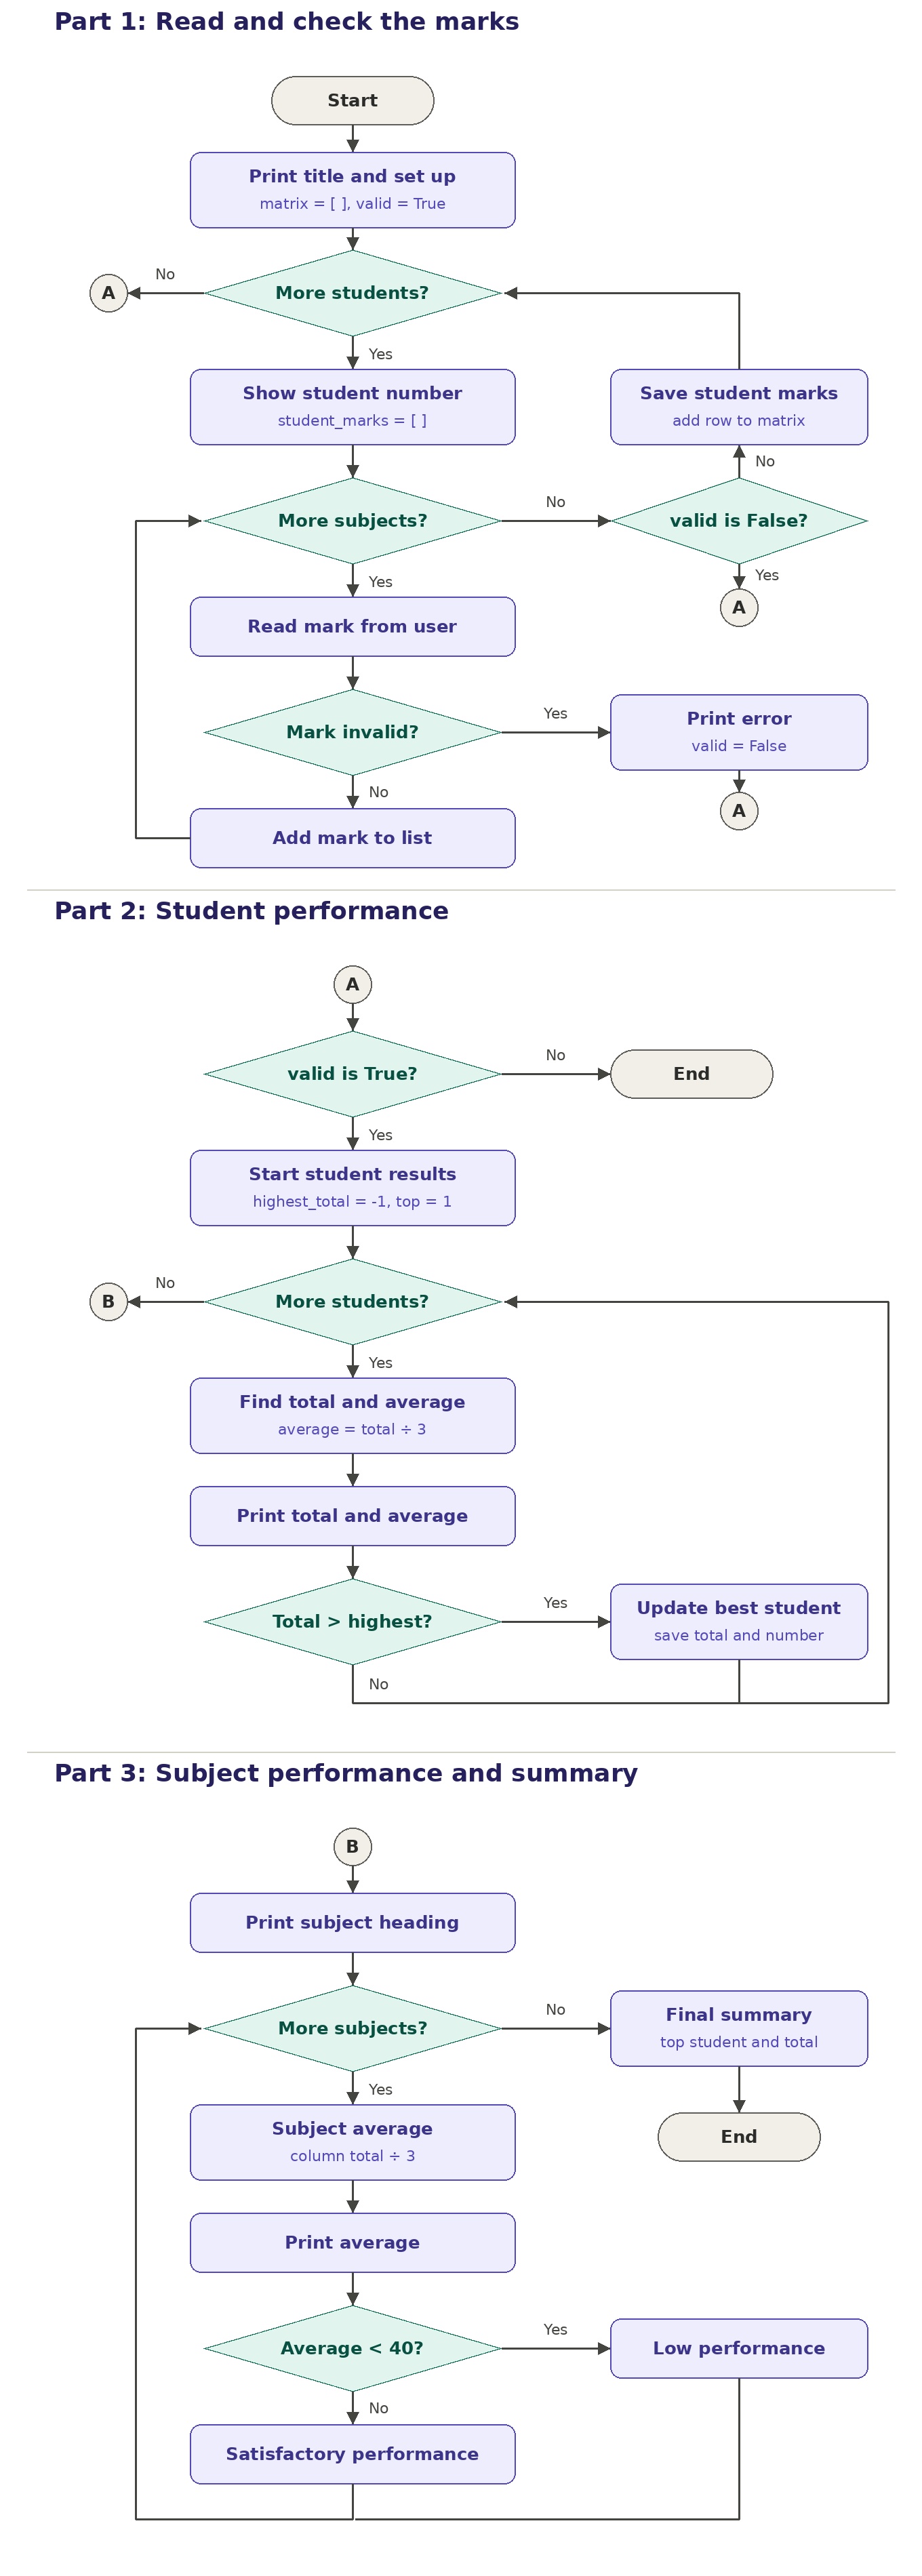 Part 1: Read and check the marks
Start
Print title and set up
matrix = [ ], valid = True
More students?
No
A
Yes
Show student number
student_marks = [ ]
Save student marks
add row to matrix
No
More subjects?
No
valid is False?
Yes
A
Yes
Read mark from user
Mark invalid?
Yes
Print error
valid = False
A
No
Add mark to list
Part 2: Student performance
A
valid is True?
No
End
Yes
Start student results
highest_total = -1, top = 1
More students?
No
B
Yes
Find total and average
average = total ÷ 3
Print total and average
Total > highest?
Yes
Update best student
save total and number
No
Part 3: Subject performance and summary
B
Print subject heading
More subjects?
No
Final summary
top student and total
End
Yes
Subject average
column total ÷ 3
Print average
Average < 40?
Yes
Low performance
No
Satisfactory performance